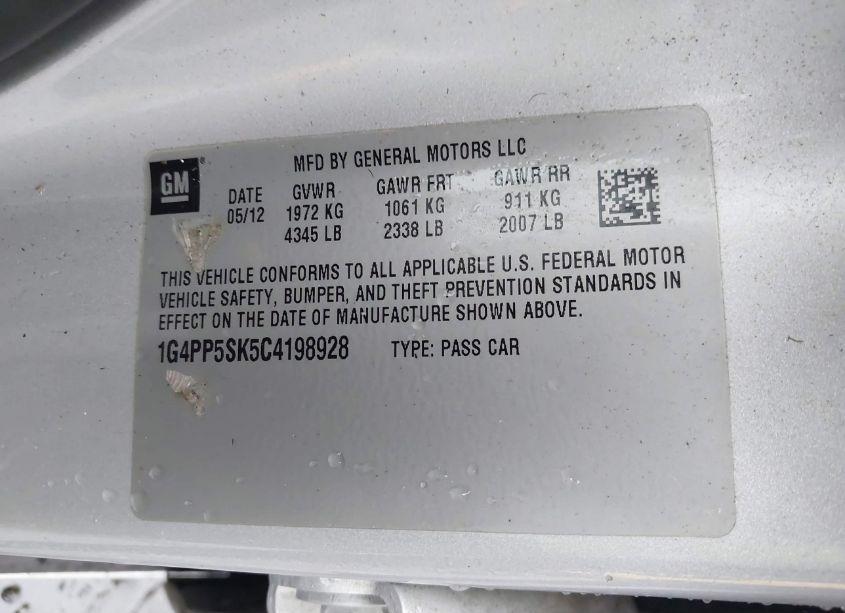 MFD BY GENERAL MOTORS LLC
GM®
DATE GVWR GAWR FRT GAWR RR
05/12 1972 KG 1061 KG 911 KG
4345 LB 2338 LB 2007 LB
THIS VEHICLE CONFORMS TO ALL APPLICABLE U.S. FEDERAL MOTOR
VEHICLE SAFETY, BUMPER, AND THEFT PREVENTION STANDARDS IN
EFFECT ON THE DATE OF MANUFACTURE SHOWN ABOVE.
1G4PP5SK5C4198928 TYPE: PASS CAR